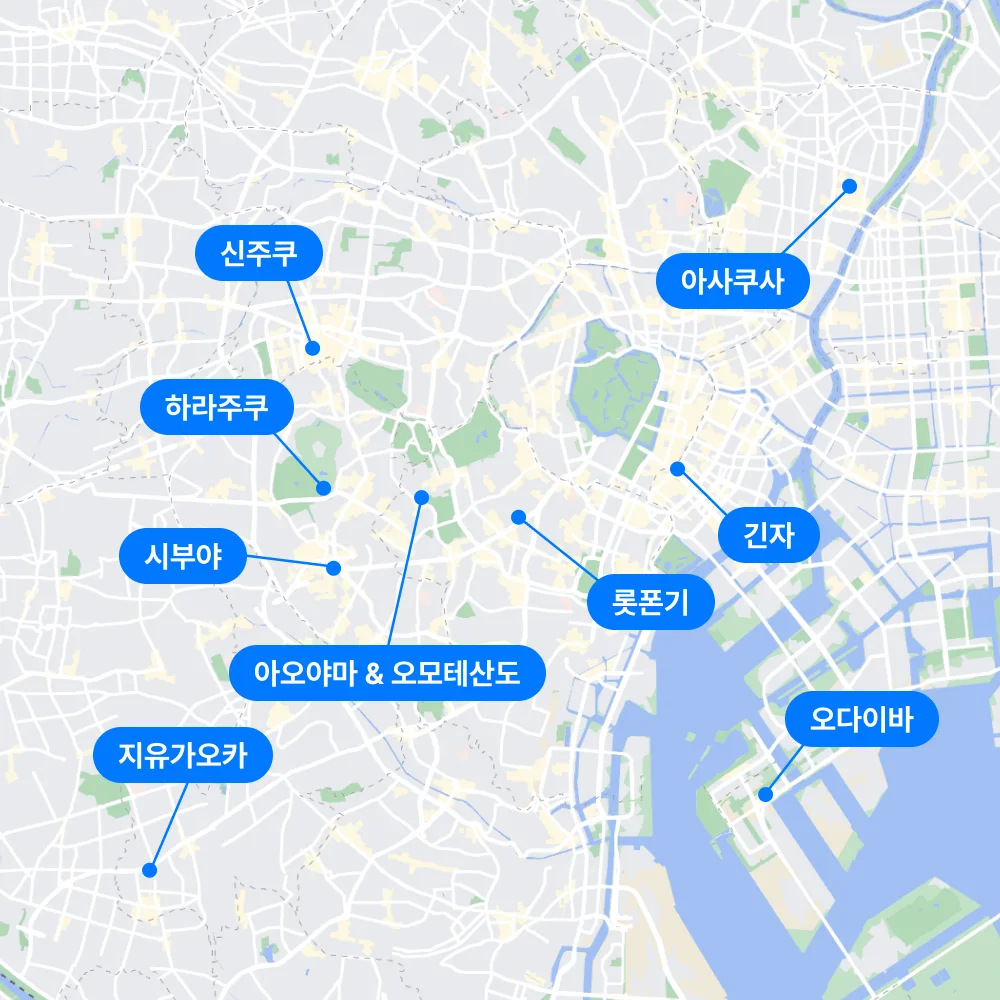 신주쿠
아사쿠사
하라주쿠
긴자
시부야
롯폰기
아오야마 & 오모테산도
오다이바
지유가오카